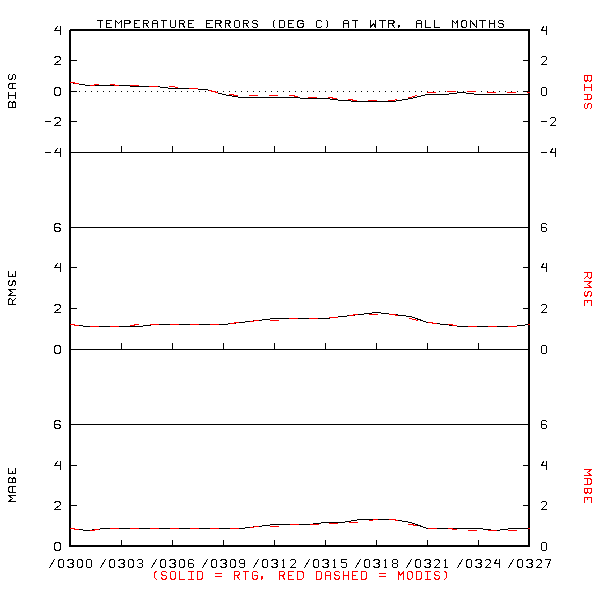 TEMPERATURE ERRORS (DEG C) AT WTR, ALL MONTHS
4 4
2 2
BIAS 0 0 BIAS
-2 -2
-4 -4
6 6
4 4
RMSE RMSE
2 2
0 0
6 6
4 4
MABE MABE
2 2
0 0
/0300 /0303 /0306 /0309 /0312 /0315 /0318 /0321 /0324 /0327
(SOLID = RTG, RED DASHED = MODIS)